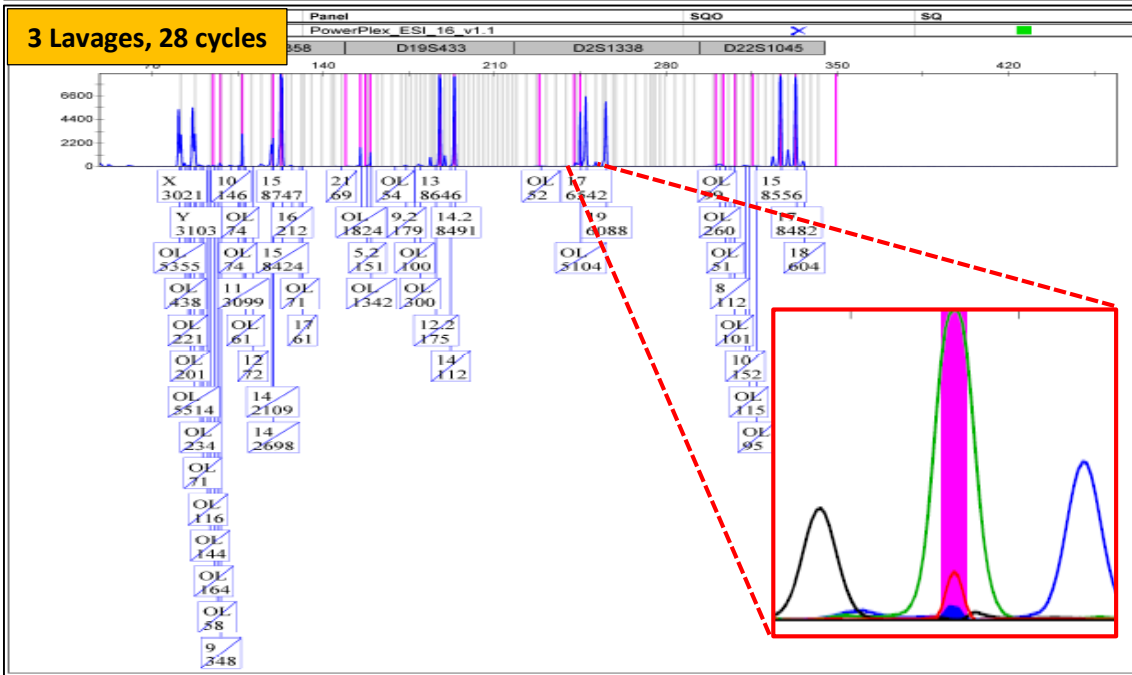 Panel SQO SQ
3 Lavages, 28 cycles
PowerPlex_ESI_16_v1.1
358 D19S433 D2S1338 D22S1045
70 140 210 280 350 420
6600
4400
2200
0
X 10 15 21 OL 13 OL 17 OL 15
3021 146 8747 69 54 8646 52 6542 99 8556
Y OL 16 OL 9.2 14.2 19 OL 17
3103 74 212 1824 179 8491 6088 260 8482
OL OL 15 5.2 OL OL OL 18
5355 74 8424 151 100 5104 51 604
OL 11 OL OL OL 8
438 3099 71 1342 300 112
OL OL 17 12.2 OL
221 61 61 175 101
OL 12 14 10
201 72 112 152
OL 14 OL
5514 2109 115
OL 14 OL
234 2698 95
OL
71
OL
116
OL
144
OL
164
OL
58
9
348